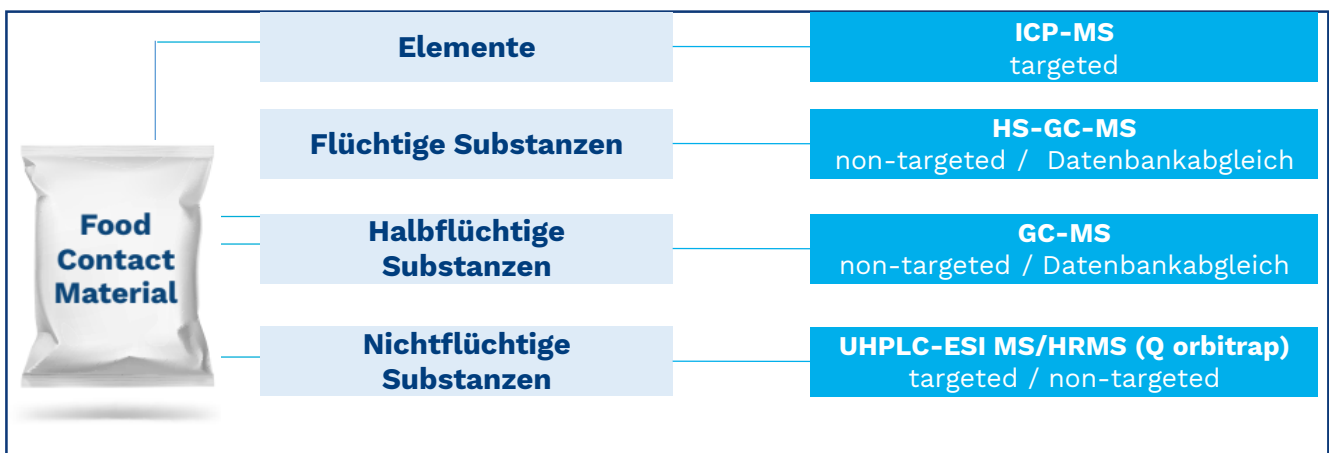 Elemente
ICP-MS
targeted
Flüchtige Substanzen
HS-GC-MS
non-targeted / Datenbankabgleich
Food
Contact
Material
Halbflüchtige
Substanzen
GC-MS
non-targeted / Datenbankabgleich
Nichtflüchtige
Substanzen
UHPLC-ESI MS/HRMS (Q orbitrap)
targeted / non-targeted